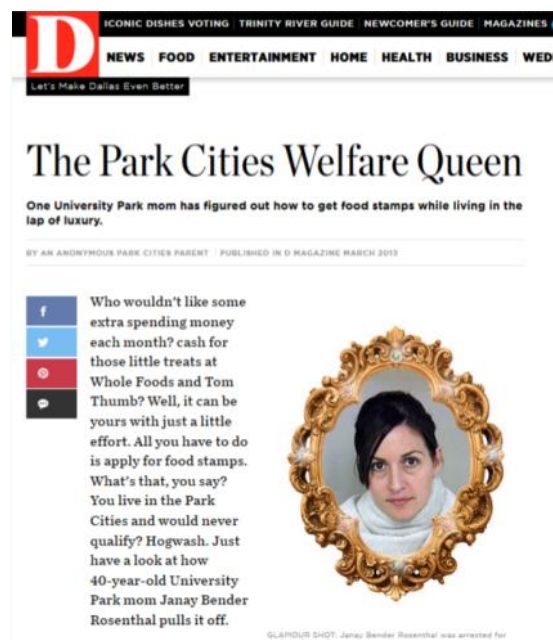 ICONIC DISHES VOTING TRINITY RIVER GUIDE NEWCOMER'S GUIDE MAGAZINES
D
NEWS FOOD ENTERTAINMENT HOME HEALTH BUSINESS WED
Let's Make Dallas Even Better
The Park Cities Welfare Queen
One University Park mom has figured out how to get food stamps while living in the
lap of luxury.
BY AN ANONYMOUS PARK CITIES PARENT PUBLISHED IN D MAGAZINE MARCH 2013
Who wouldn't like some
extra spending money
each month? cash for
those little treats at
Whole Foods and Tom
Thumb? Well, it can be
yours with just a little
effort. All you have to do
is apply for food stamps.
What's that, you say?
You live in the Park
Cities and would never
qualify? Hogwash. Just
have a look at how
40-year-old University
Park mom Janay Bender
Rosenthal pulls it off.
GLAMOUR SHOT: Janay Bender Rosenthal was arrested for